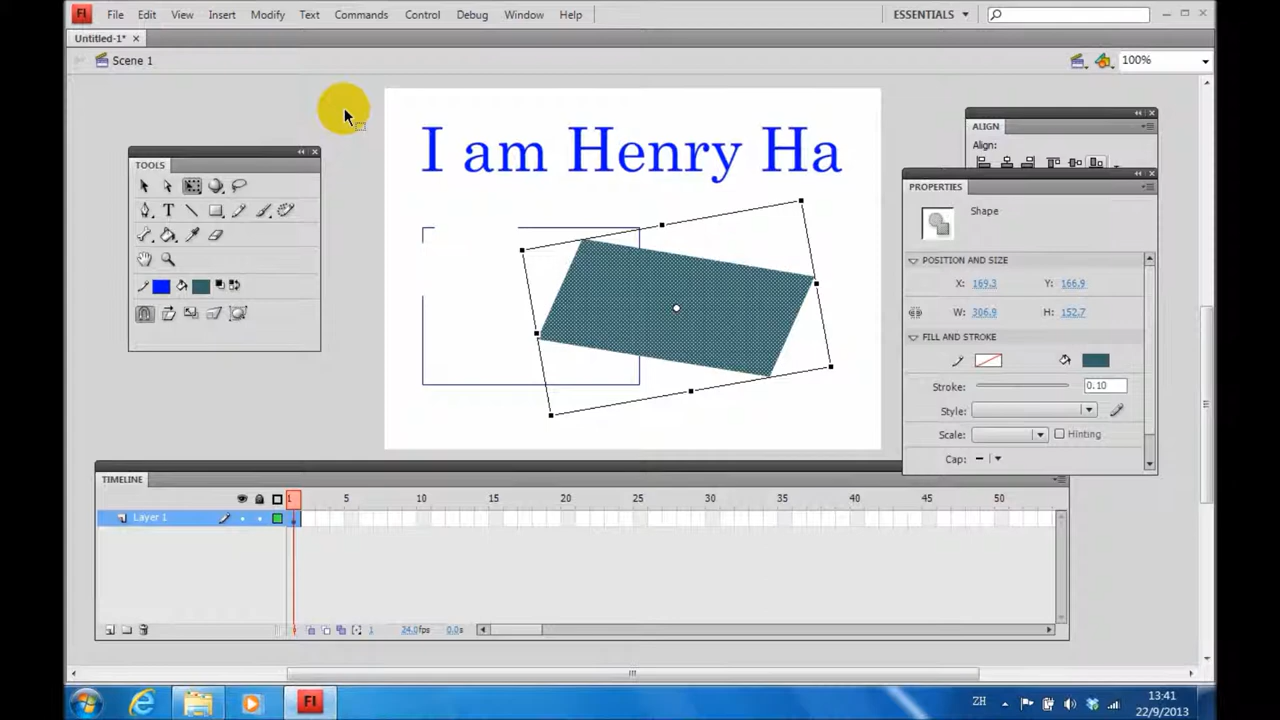 Fl File Edit View Insert Modify Text Commands Control Debug Window Help ESSENTIALS
Untitled-1*
Scene 1 100%
I am Henry Ha
TOOLS
ALIGN
Align:
PROPERTIES
Shape
POSITION AND SIZE
X: 169.3 Y: 166.9
W: 306.9 H: 152.7
FILL AND STROKE
Stroke: 0.10
Style:
Scale: Hinting
Cap:
TIMELINE
1 5 10 15 20 25 30 35 40 45 50
Layer 1
1 24.0fps 0.0s
Fl ZH 13:41
22/9/2013